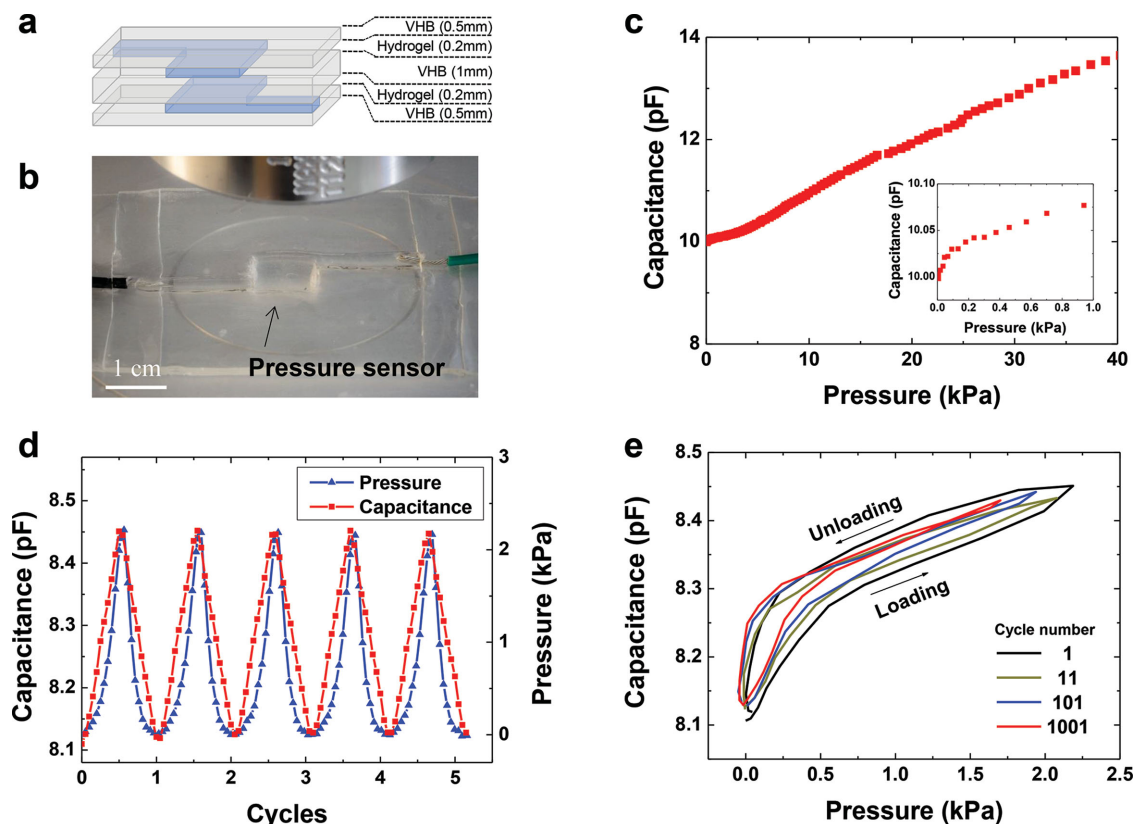 a
VHB (0.5mm)
Hydrogel (0.2mm)
VHB (1mm)
Hydrogel (0.2mm)
VHB (0.5mm)
b
Pressure sensor
1 cm
c
14
12
10
8
Capacitance (pF)
0 5 10 15 20 25 30 35 40
Pressure (kPa)
10.10
10.05
10.00
Capacitance (pF)
0.0 0.2 0.4 0.6 0.8 1.0
Pressure (kPa)
d
8.5
8.4
8.3
8.2
8.1
Capacitance (pF)
Pressure
Capacitance
3
2
1
0
Pressure (kPa)
0 1 2 3 4 5
Cycles
e
8.5
8.4
8.3
8.2
8.1
Capacitance (pF)
Unloading
Loading
Cycle number
1
11
101
1001
0.0 0.5 1.0 1.5 2.0 2.5
Pressure (kPa)